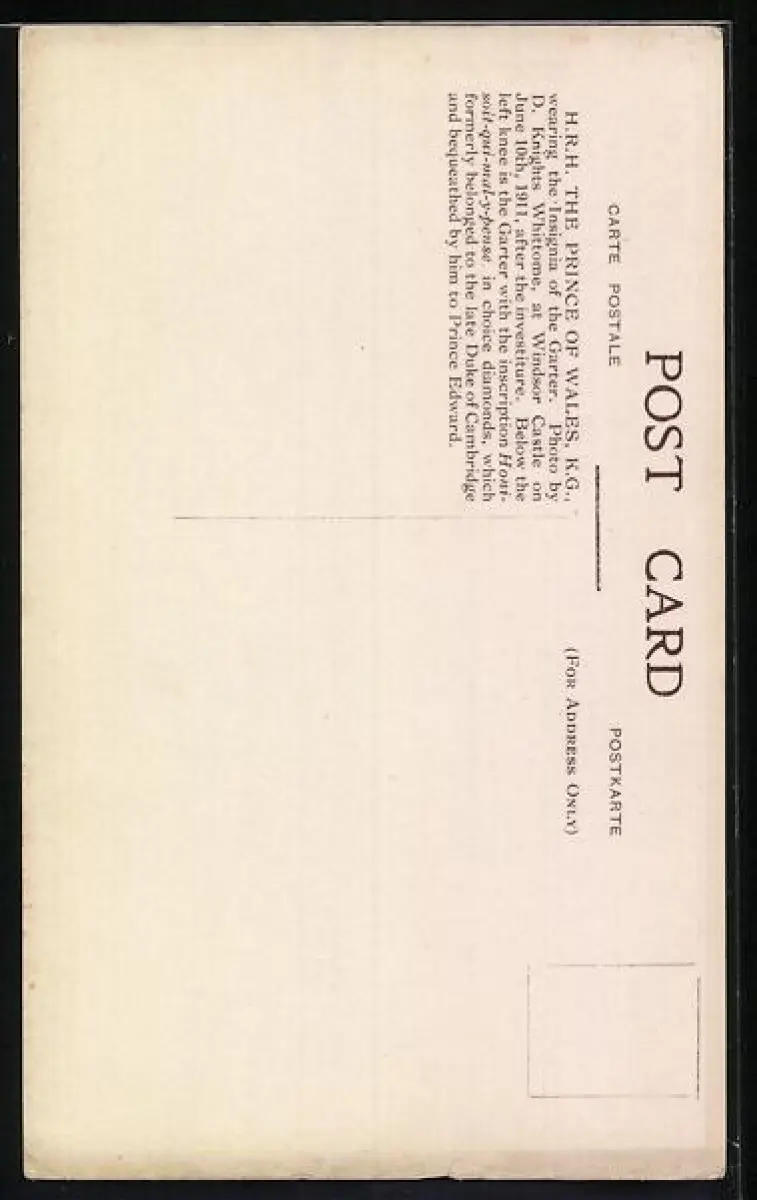 POST CARD
CARTE POSTALE
POSTKARTE
H.R.H. THE PRINCE OF WALES, K.G.,
wearing the Insignia of the Garter. Photo by
D. Knights Whittome, at Windsor Castle on
June 10th, 1911, after the investiture. Below the
left knee is the Garter with the inscription Honi-
soit-qui-mal-y-pense, in choice diamonds, which
formerly belonged to the late Duke of Cambridge
and bequeathed by him to Prince Edward.
(FOR ADDRESS ONLY)